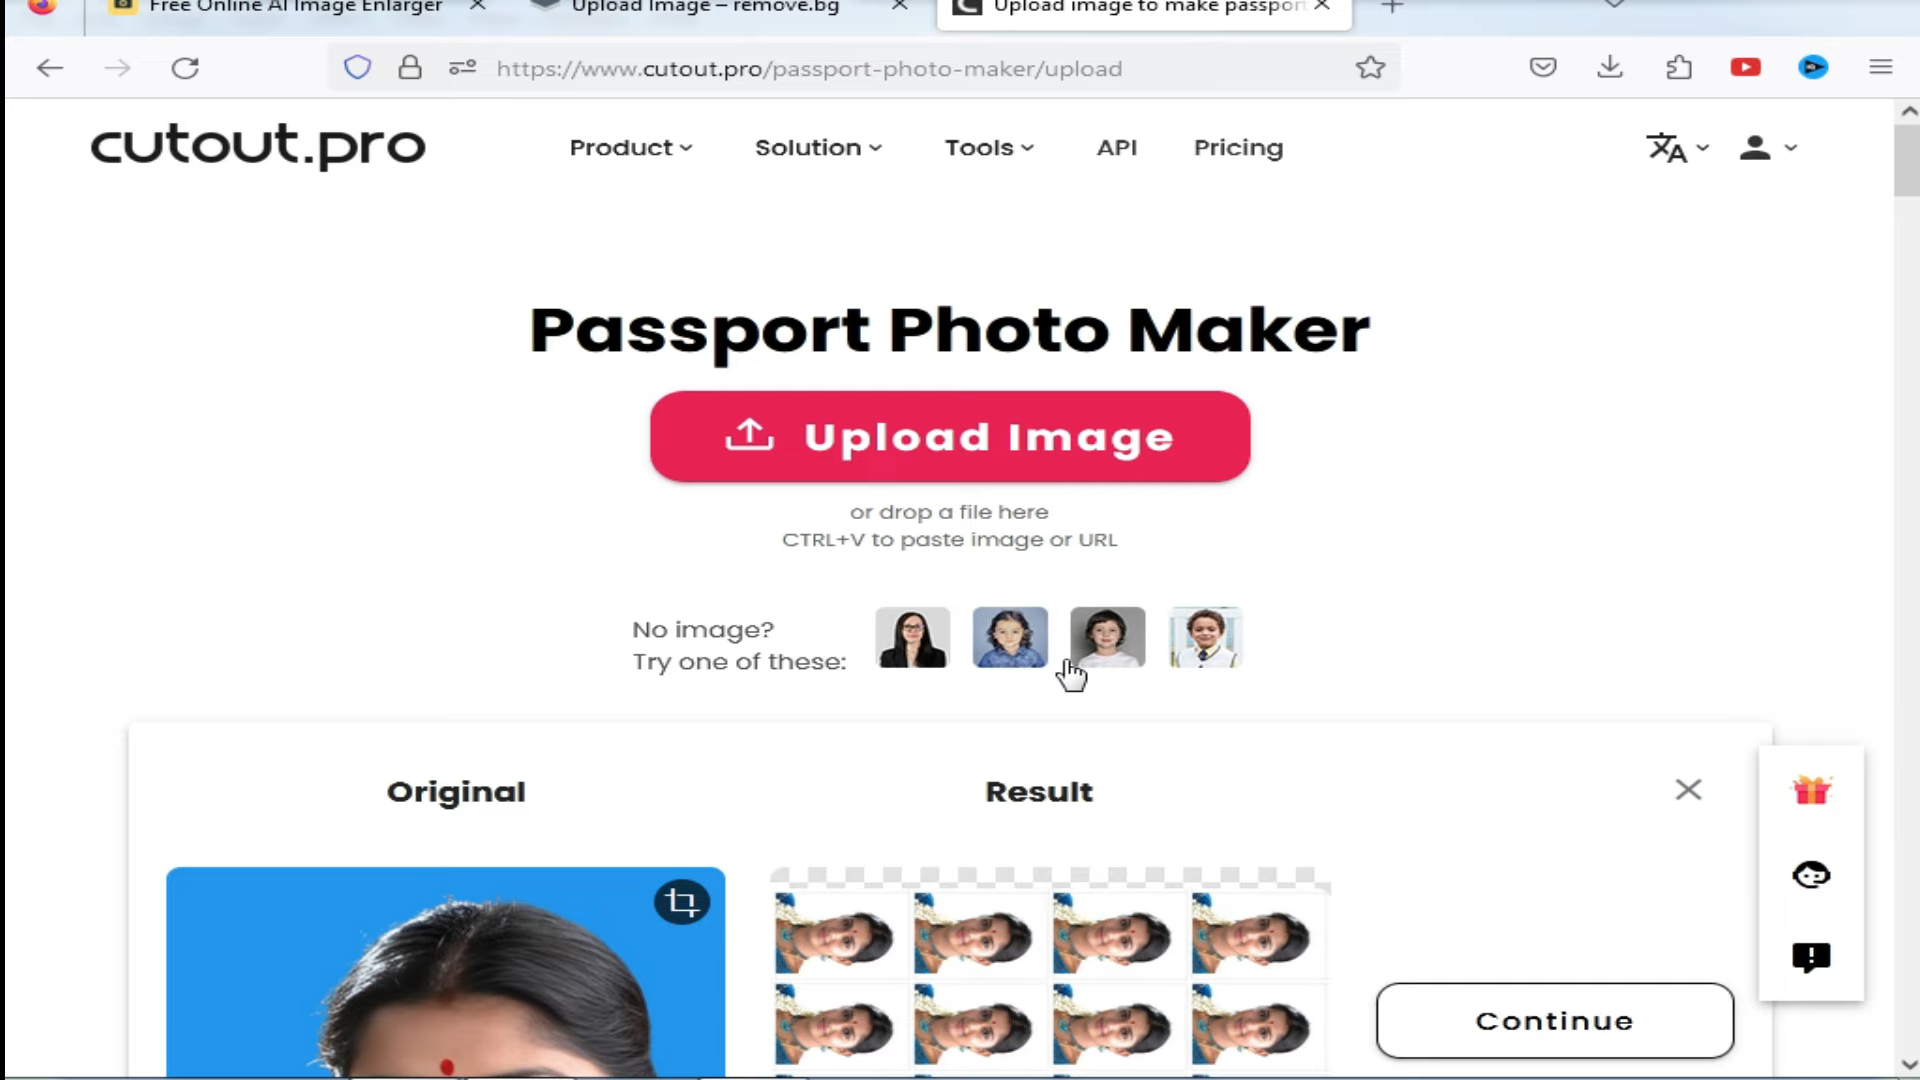 Free Online AI Image Enlarger
Upload Image – remove.bg
Upload image to make passport
https://www.cutout.pro/passport-photo-maker/upload
cutout.pro
Product
Solution
Tools
API
Pricing
Passport Photo Maker
Upload Image
or drop a file here
CTRL+V to paste image or URL
No image?
Try one of these:
Original
Result
Continue